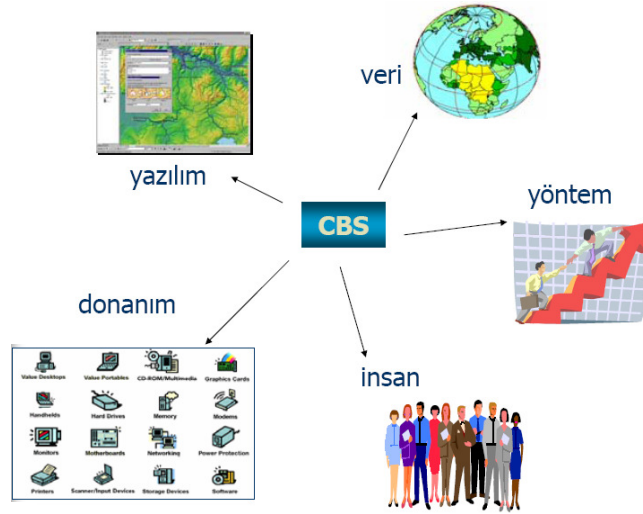 veri
yazılım
CBS
yöntem
donanım
insan
Value Desktops
Value Portables
CD-ROM/Multimedia
Graphics Cards
Handhelds
Hard Drives
Memory
Modems
Monitors
Motherboards
Networking
Power Protection
Printers
Scanner/Input Devices
Storage Devices
Software